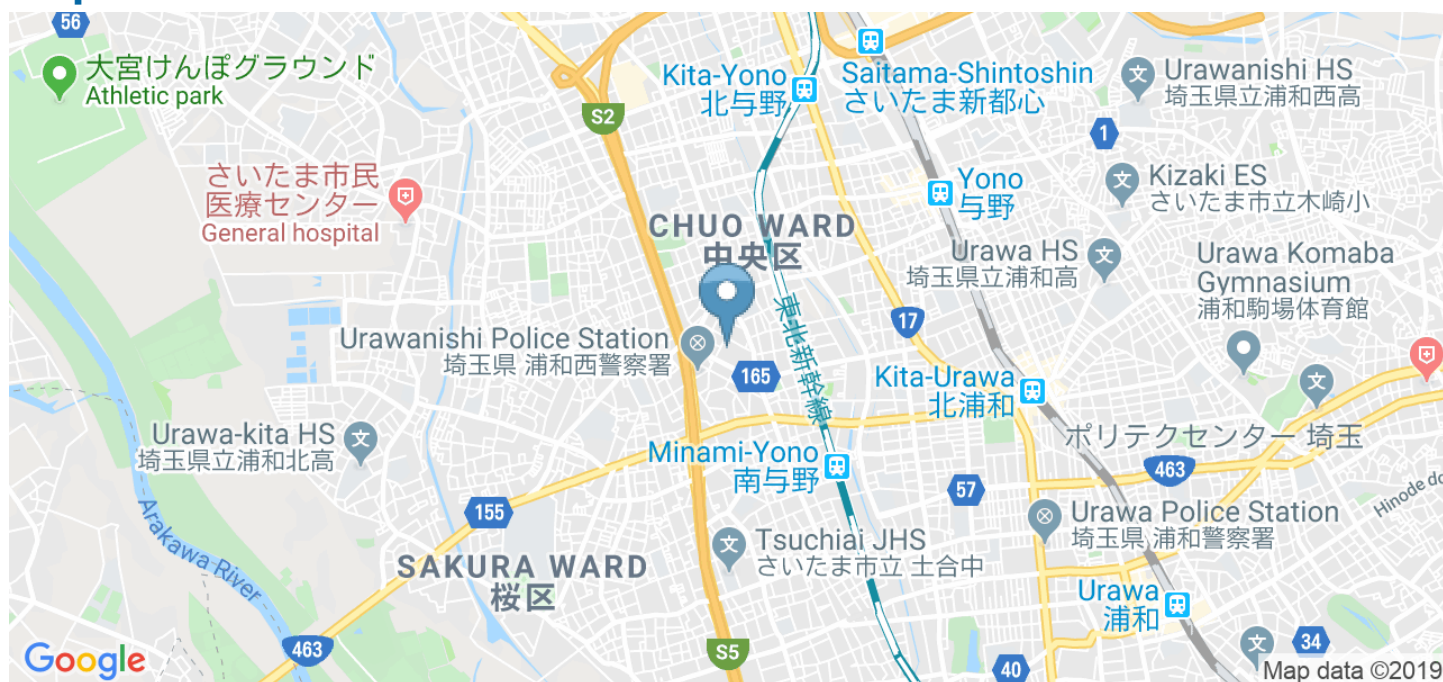 56
大宮けんぽグラウンド
Athletic park
S2
Kita-Yono
北与野
Saitama-Shintoshin
さいたま新都心
Urawanishi HS
埼玉県立浦和西高
1
さいたま市民
医療センター
General hospital
Yono
与野
Kizaki ES
さいたま市立木崎小
CHUO WARD
中央区
Urawa HS
埼玉県立浦和高
Urawa Komaba
Gymnasium
浦和駒場体育館
東北新幹線
17
Urawanishi Police Station
埼玉県 浦和西警察署
165
Kita-Urawa
北浦和
Urawa-kita HS
埼玉県立浦和北高
Minami-Yono
南与野
ポリテクセンター 埼玉
463
57
155
Hinode do
Arakawa River
Urawa Police Station
埼玉県 浦和警察署
Tsuchiai JHS
さいたま市立 土合中
SAKURA WARD
桜区
Urawa
浦和
463
S5
34
40
Google
Map data ©2019